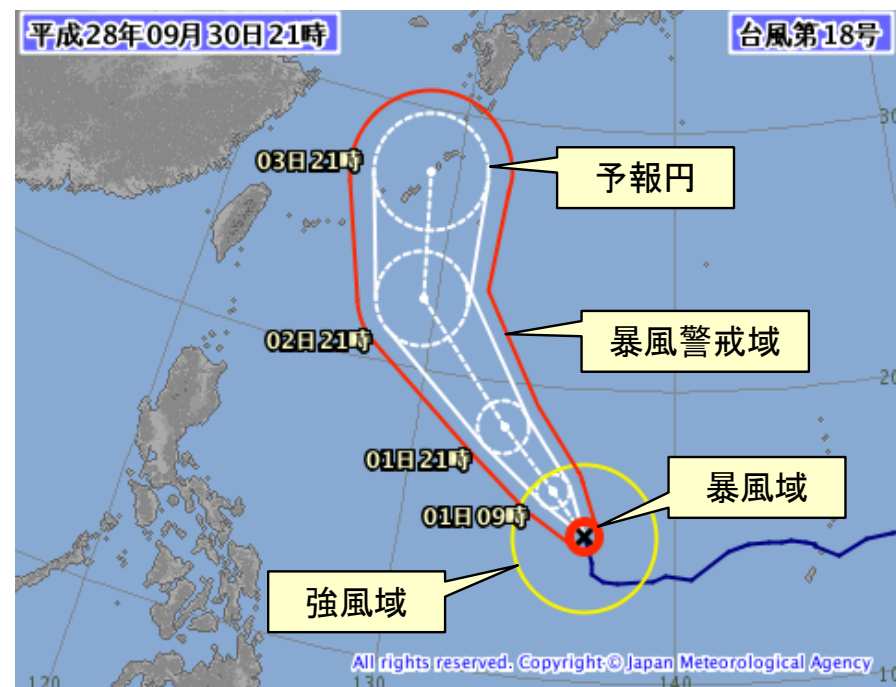 平成28年09月30日21時
台風第18号
30
03日21時
予報円
02日21時
暴風警戒域
20
01日21時
暴風域
01日09時
強風域
All rights reserved. Copyright © Japan Meteorological Agency
120
130
140
10